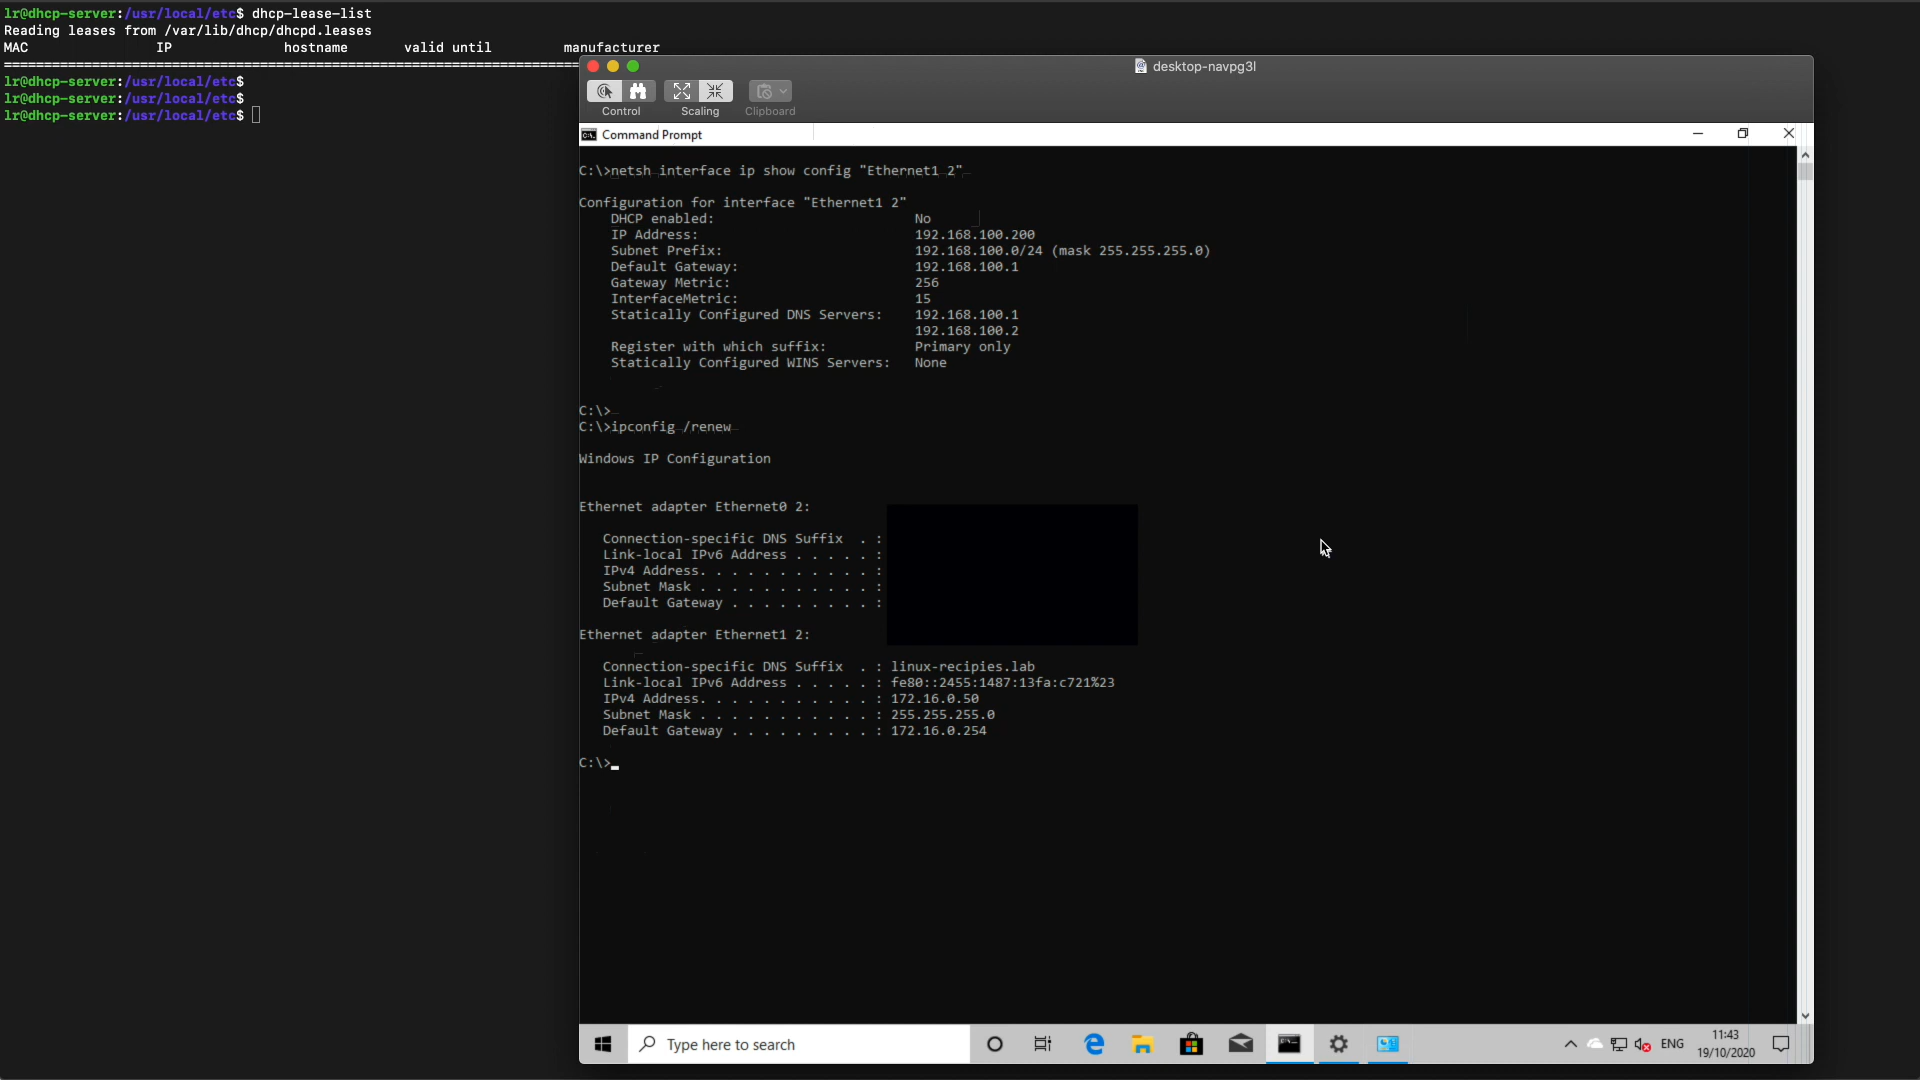 lr@dhcp-server:/usr/local/etc$ dhcp-lease-list
Reading leases from /var/lib/dhcp/dhcpd.leases
MAC IP hostname valid until manufacturer
================================================================================
lr@dhcp-server:/usr/local/etc$
lr@dhcp-server:/usr/local/etc$
lr@dhcp-server:/usr/local/etc$
desktop-navpg3l
Control Scaling Clipboard
Command Prompt
C:\>netsh interface ip show config "Ethernet1 2"
Configuration for interface "Ethernet1 2"
DHCP enabled: No
IP Address: 192.168.100.200
Subnet Prefix: 192.168.100.0/24 (mask 255.255.255.0)
Default Gateway: 192.168.100.1
Gateway Metric: 256
InterfaceMetric: 15
Statically Configured DNS Servers: 192.168.100.1
192.168.100.2
Register with which suffix: Primary only
Statically Configured WINS Servers: None
C:\>
C:\>ipconfig /renew
Windows IP Configuration
Ethernet adapter Ethernet0 2:
Connection-specific DNS Suffix . :
Link-local IPv6 Address . . . . . :
IPv4 Address. . . . . . . . . . . :
Subnet Mask . . . . . . . . . . . :
Default Gateway . . . . . . . . . :
Ethernet adapter Ethernet1 2:
Connection-specific DNS Suffix . : linux-recipies.lab
Link-local IPv6 Address . . . . . : fe80::2455:1487:13fa:c721%23
IPv4 Address. . . . . . . . . . . : 172.16.0.50
Subnet Mask . . . . . . . . . . . : 255.255.255.0
Default Gateway . . . . . . . . . : 172.16.0.254
C:\>
Type here to search
ENG
11:43
19/10/2020